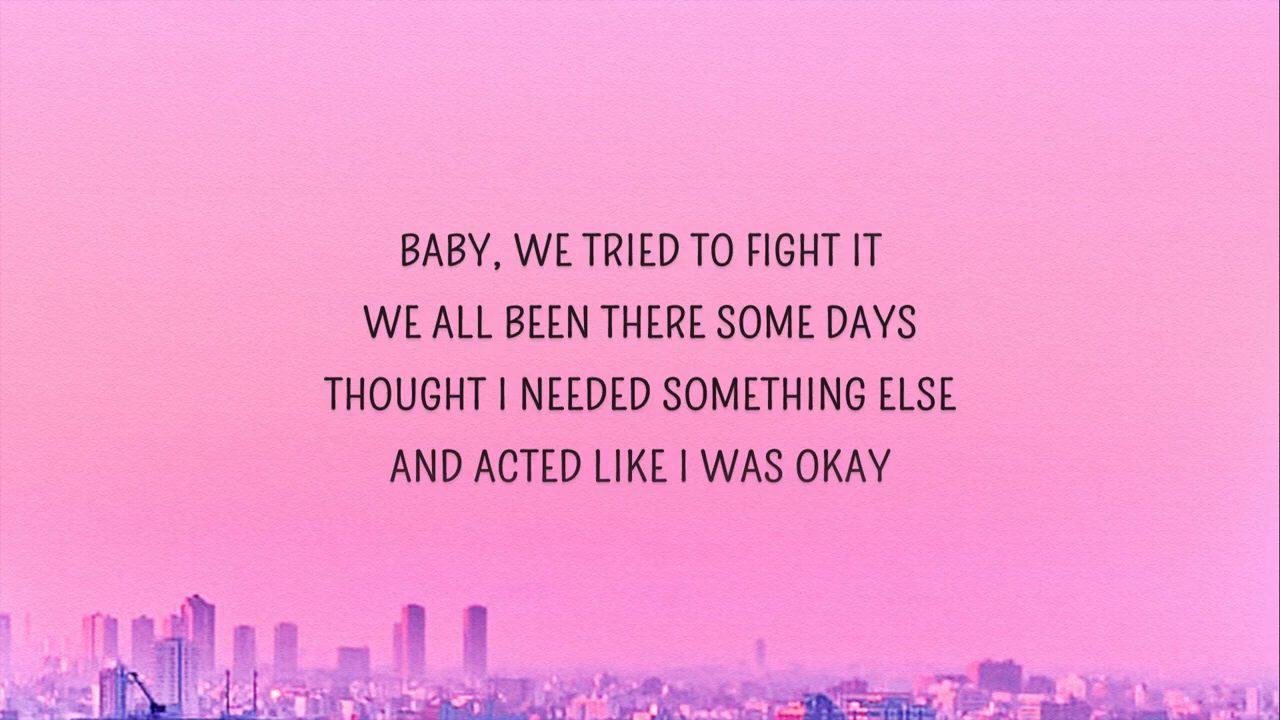 BABY, WE TRIED TO FIGHT IT
WE ALL BEEN THERE SOME DAYS
THOUGHT I NEEDED SOMETHING ELSE
AND ACTED LIKE I WAS OKAY